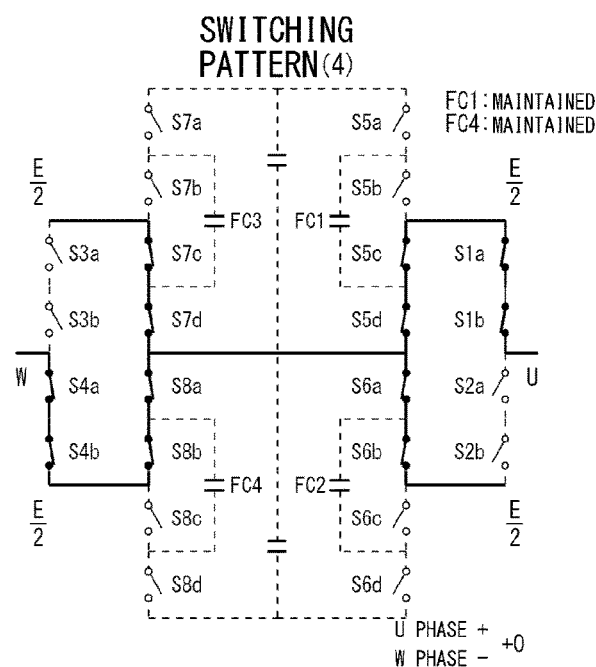 SWITCHING
PATTERN(4)
FC1:MAINTAINED
FC4:MAINTAINED
S7a
S5a
E/2
S7b
S5b
E/2
FC3
FC1
S3a
S7c
S5c
S1a
S3b
S7d
S5d
S1b
W
U
S4a
S8a
S6a
S2a
S4b
S8b
S6b
S2b
FC4
FC2
E/2
S8c
S6c
E/2
S8d
S6d
U PHASE +
W PHASE -
+0